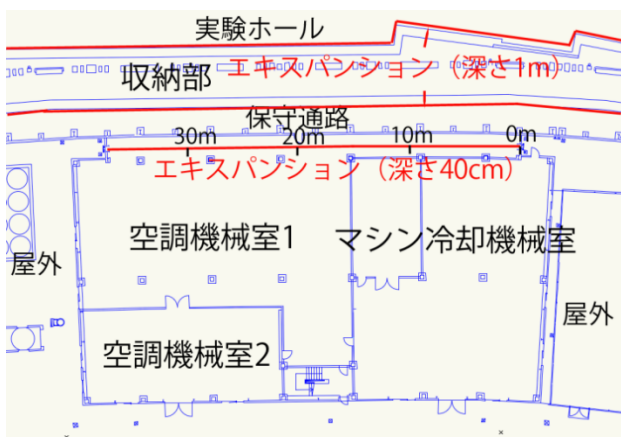 実験ホール
エキスパンション（深さ1m）
収納部
保守通路
30m 20m 10m 0m
エキスパンション（深さ40cm）
空調機械室1 マシン冷却機械室
屋外
屋外
空調機械室2